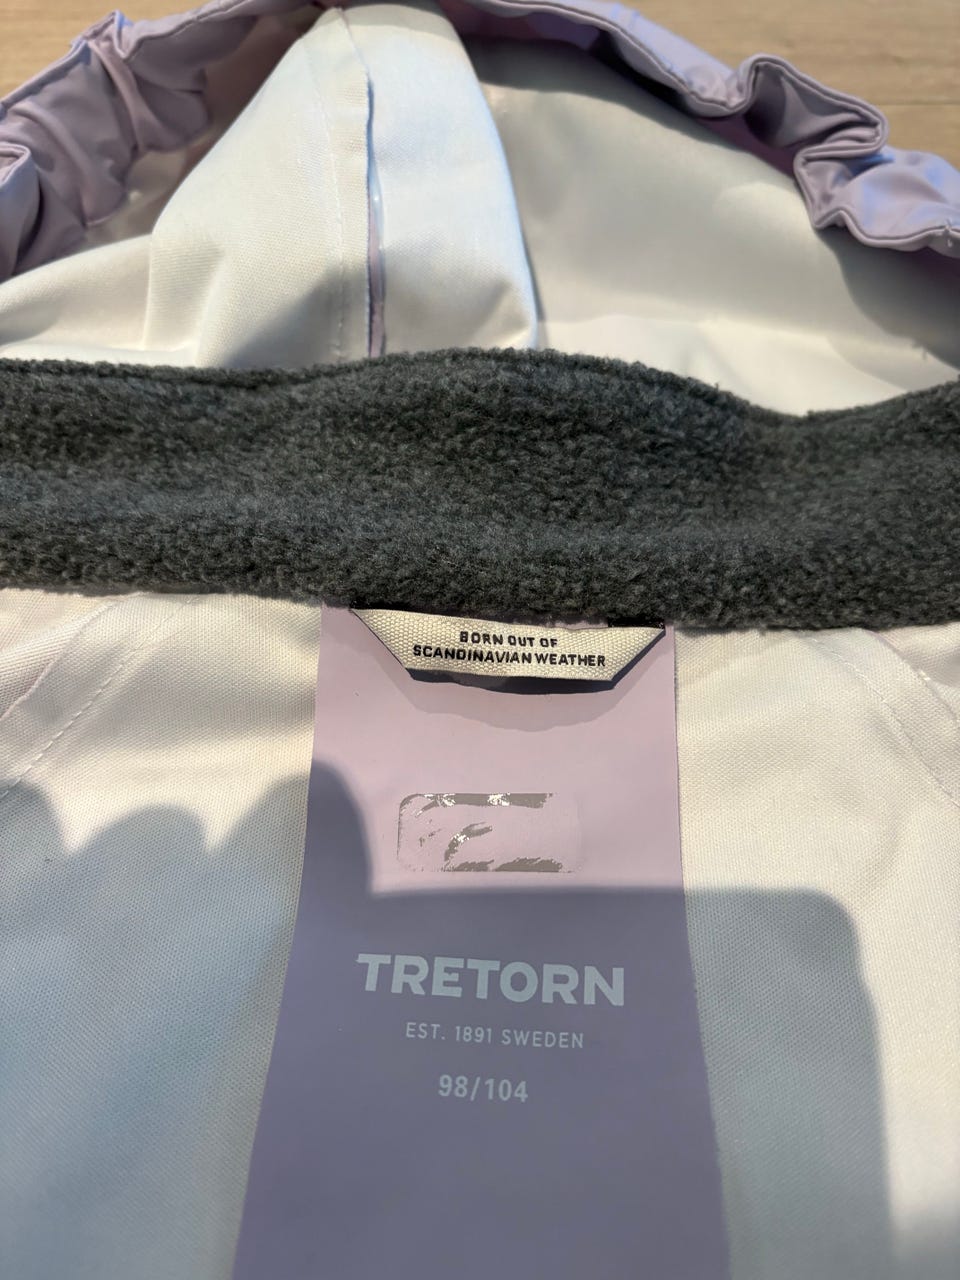 BORN OUT OF
SCANDINAVIAN WEATHER
TRETORN
EST. 1891 SWEDEN
98/104